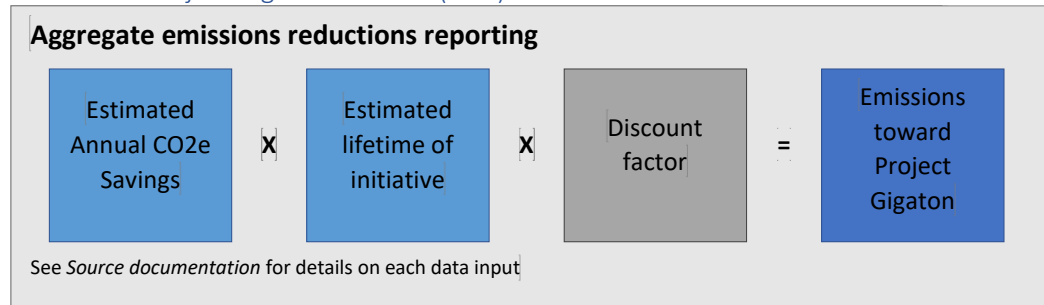 Aggregate emissions reductions reporting
Estimated
Annual CO2e
Savings
X
Estimated
lifetime of
initiative
X
Discount
factor
=
Emissions
toward
Project
Gigaton
See Source documentation for details on each data input